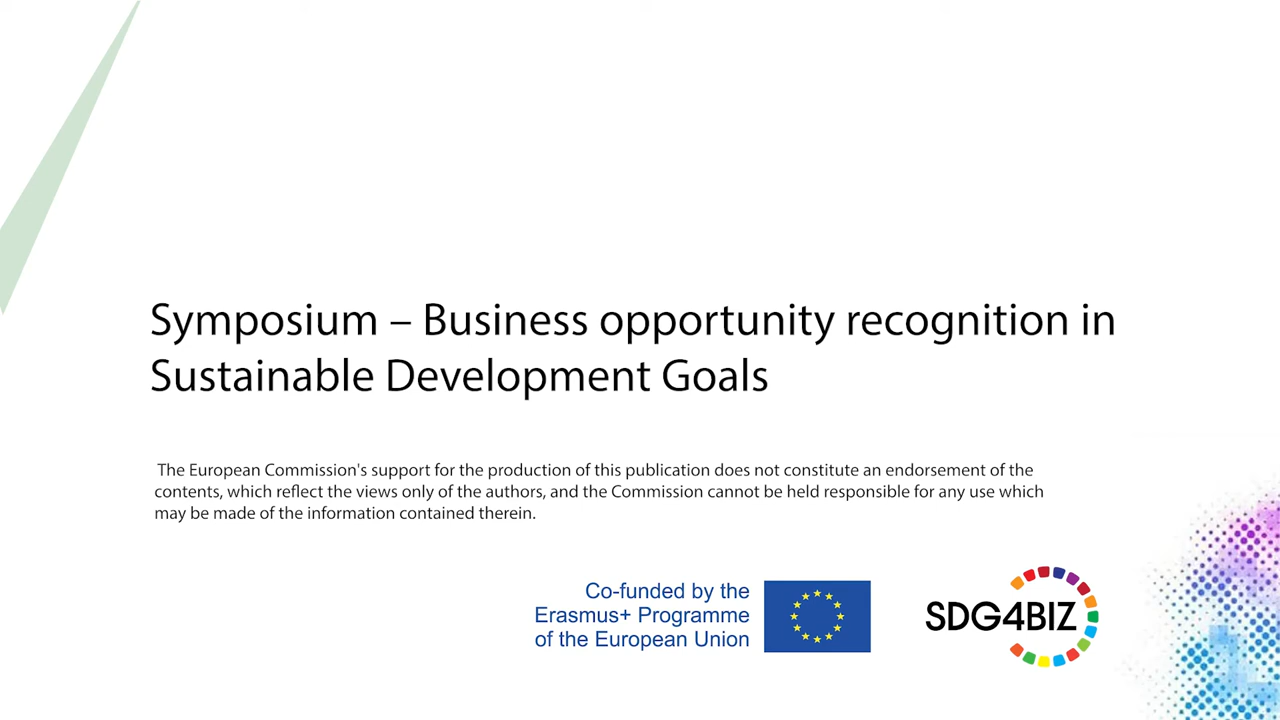 Symposium – Business opportunity recognition in
Sustainable Development Goals
The European Commission's support for the production of this publication does not constitute an endorsement of the
contents, which reflect the views only of the authors, and the Commission cannot be held responsible for any use which
may be made of the information contained therein.
Co-funded by the
Erasmus+ Programme
of the European Union
SDG4BIZ